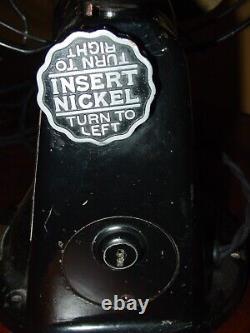 TURN TO
RIGHT
INSERT
NICKEL
TURN TO
LEFT